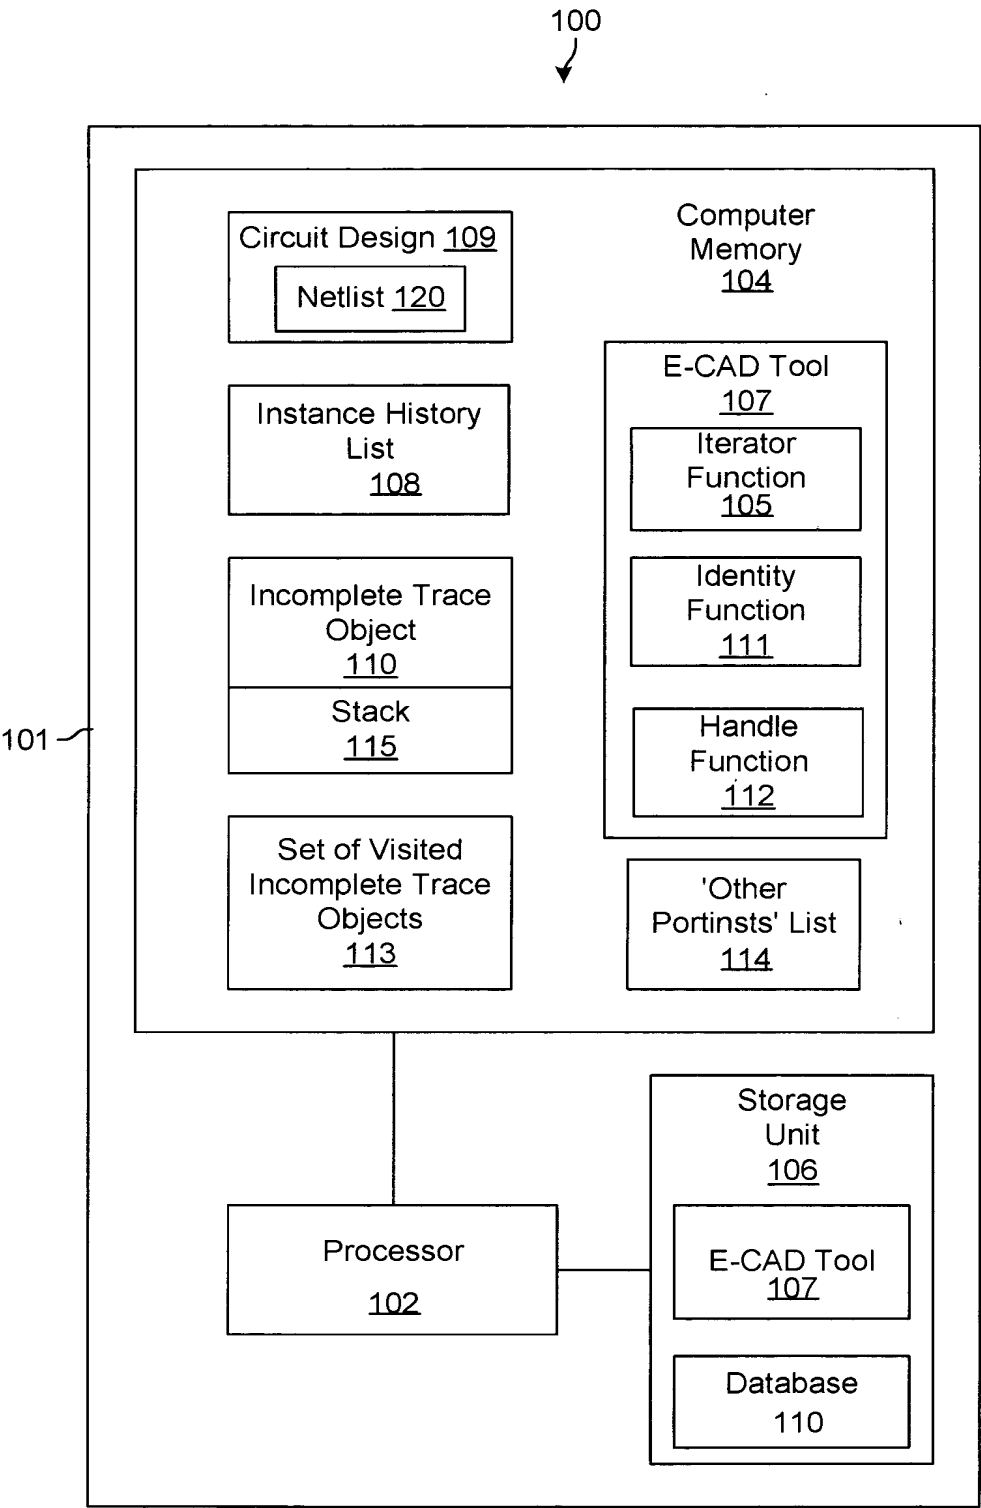 100
Computer
Memory
104
Circuit Design 109
Netlist 120
E-CAD Tool
107
Iterator
Function
105
Instance History
List
108
Identity
Function
111
Incomplete Trace
Object
110
Stack
115
Handle
Function
112
101
Set of Visited
Incomplete Trace
Objects
113
'Other
Portinsts' List
114
Storage
Unit
106
Processor
102
E-CAD Tool
107
Database
110